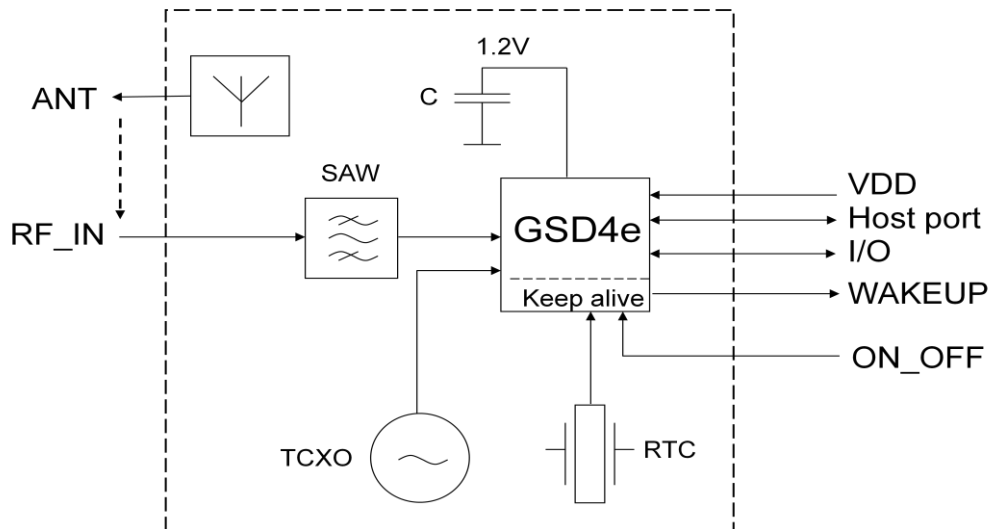 1.2V
ANT
C
SAW
VDD
GSD4e
Host port
RF_IN
I/O
Keep alive
WAKEUP
ON_OFF
TCXO
RTC